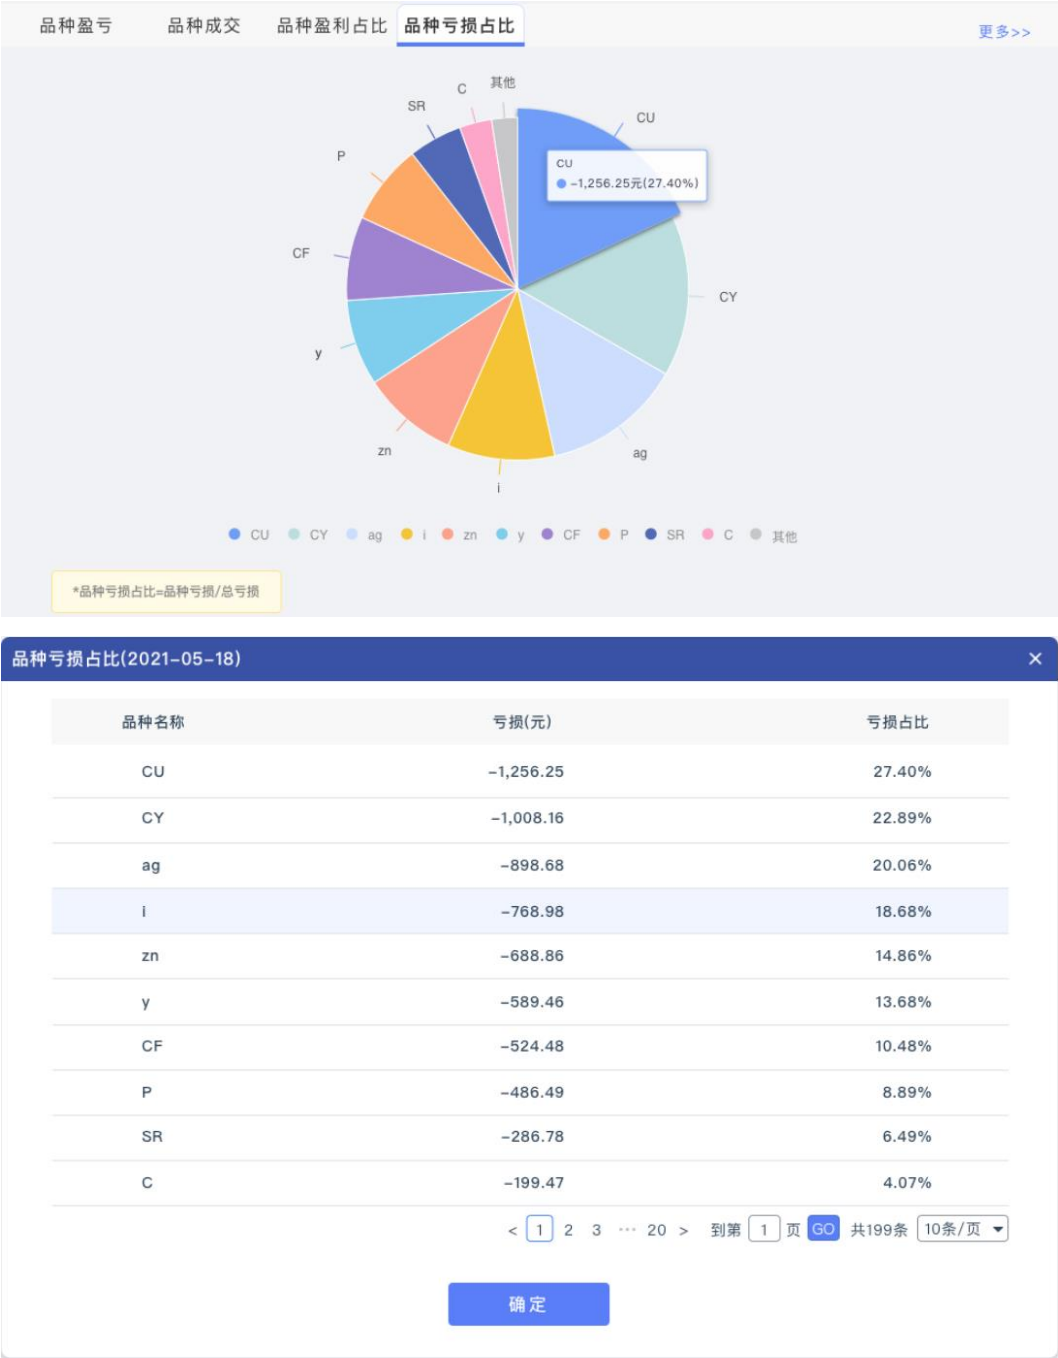 品种盈亏 品种成交 品种盈利占比 品种亏损占比 更多>>
其他
C
SR
CU
P
CU
-1,256.25元(27.40%)
CF
CY
y
zn
ag
i
CU CY ag i zn y CF P SR C 其他
*品种亏损占比=品种亏损/总亏损
品种亏损占比(2021-05-18) ×
品种名称 亏损(元) 亏损占比
CU -1,256.25 27.40%
CY -1,008.16 22.89%
ag -898.68 20.06%
i -768.98 18.68%
zn -688.86 14.86%
y -589.46 13.68%
CF -524.48 10.48%
P -486.49 8.89%
SR -286.78 6.49%
C -199.47 4.07%
< 1 2 3 ··· 20 > 到第 1 页 GO 共199条 10条/页
确定